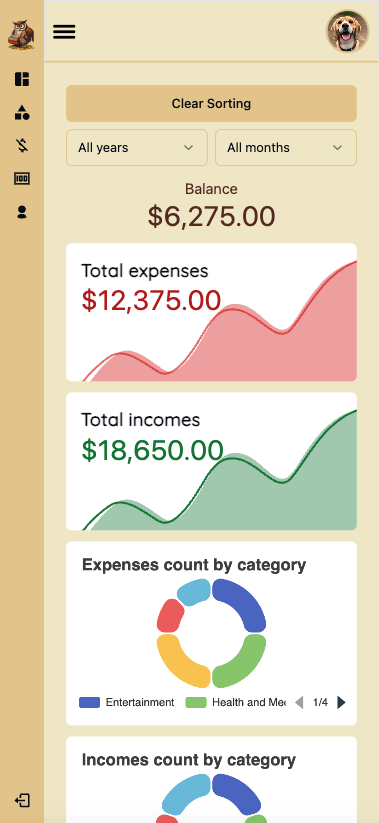 Clear Sorting
All years
All months
Balance
$6,275.00
Total expenses
$12,375.00
Total incomes
$18,650.00
Expenses count by category
Entertainment
Health and Me
1/4
Incomes count by category